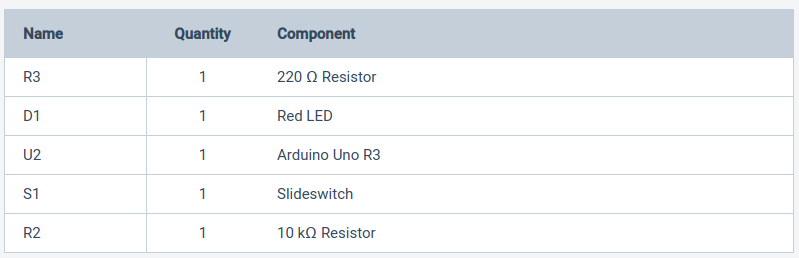 Name Quantity Component
R3 1 220 Ω Resistor
D1 1 Red LED
U2 1 Arduino Uno R3
S1 1 Slideswitch
R2 1 10 kΩ Resistor